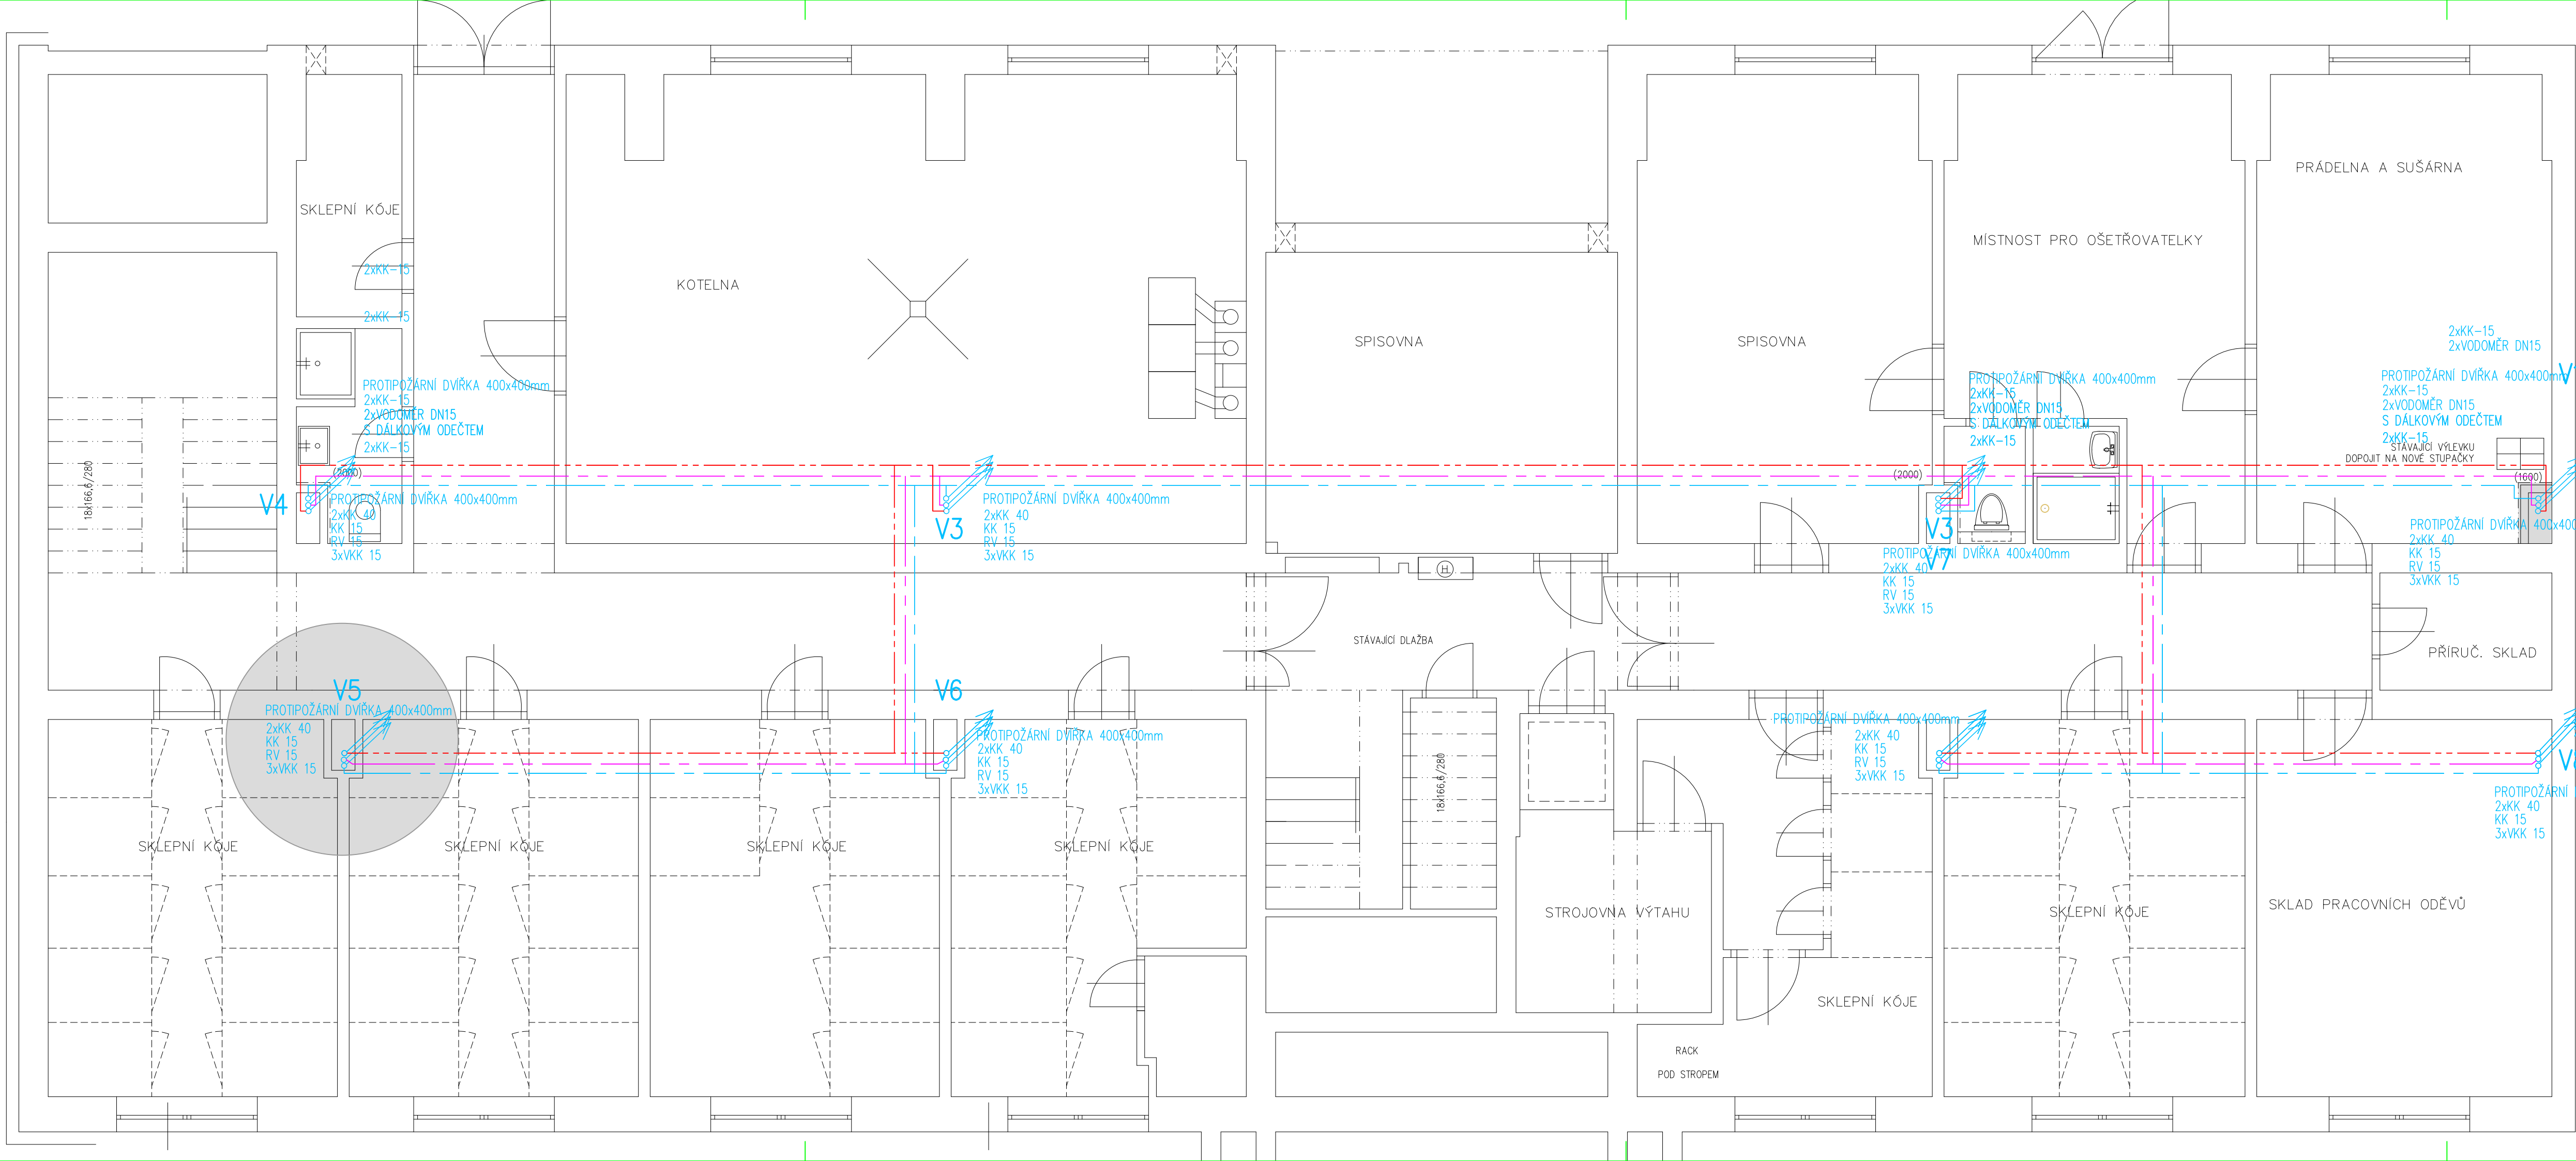 SKLEPNÍ KÓJE
KOTELNA
SPISOVNA
SPISOVNA
MÍSTNOST PRO OŠETŘOVATELKY
PRÁDELNA A SUŠÁRNA
2xKK-15
2xKK-15
PROTIPOŽÁRNÍ DVÍŘKA 400x400mm
2xKK-15
2xVODOMĚR DN15
S DÁLKOVÝM ODEČTEM
2xKK-15
(2000)
18x166,6/280
V4
PROTIPOŽÁRNÍ DVÍŘKA 400x400mm
2xKK 40
KK 15
RV 15
3xVKK 15
V3
PROTIPOŽÁRNÍ DVÍŘKA 400x400mm
2xKK 40
KK 15
RV 15
3xVKK 15
PROTIPOŽÁRNÍ DVÍŘKA 400x400mm
2xKK-15
2xVODOMĚR DN15
S DÁLKOVÝM ODEČTEM
2xKK-15
(2000)
V3
V7
PROTIPOŽÁRNÍ DVÍŘKA 400x400mm
2xKK 40
KK 15
RV 15
3xVKK 15
2xKK-15
2xVODOMĚR DN15
PROTIPOŽÁRNÍ DVÍŘKA 400x400mm
2xKK-15
2xVODOMĚR DN15
S DÁLKOVÝM ODEČTEM
2xKK-15
STÁVAJÍCÍ VÝLEVKU
DOPOJIT NA NOVÉ STUPAČKY
(1600)
PROTIPOŽÁRNÍ DVÍŘKA 400x400
2xKK 40
KK 15
RV 15
3xVKK 15
H
STÁVAJÍCÍ DLAŽBA
PŘÍRUČ. SKLAD
V5
PROTIPOŽÁRNÍ DVÍŘKA 400x400mm
2xKK 40
KK 15
RV 15
3xVKK 15
V6
PROTIPOŽÁRNÍ DVÍŘKA 400x400mm
2xKK 40
KK 15
RV 15
3xVKK 15
18x166,6/280
PROTIPOŽÁRNÍ DVÍŘKA 400x400mm
2xKK 40
KK 15
RV 15
3xVKK 15
PROTIPOŽÁRNÍ
2xKK 40
KK 15
3xVKK 15
SKLEPNÍ KÓJE
SKLEPNÍ KÓJE
SKLEPNÍ KÓJE
SKLEPNÍ KÓJE
STROJOVNA VÝTAHU
SKLEPNÍ KÓJE
SKLAD PRACOVNÍCH ODĚVŮ
SKLEPNÍ KÓJE
RACK
POD STROPEM